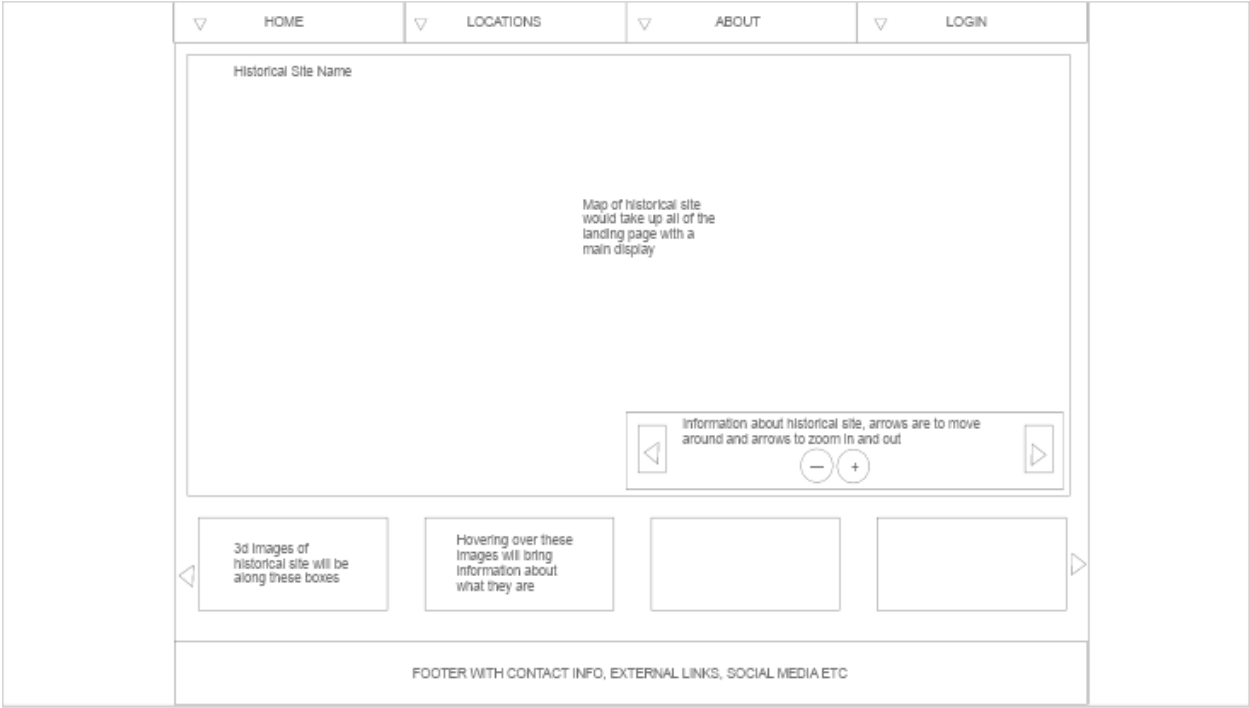 HOME
LOCATIONS
ABOUT
LOGIN
Historical Site Name
Map of historical site
would take up all of the
landing page with a
main display
Information about historical site, arrows are to move
around and arrows to zoom in and out
3d images of
historical site will be
along these boxes
Hovering over these
images will bring
information about
what they are
FOOTER WITH CONTACT INFO, EXTERNAL LINKS, SOCIAL MEDIA ETC